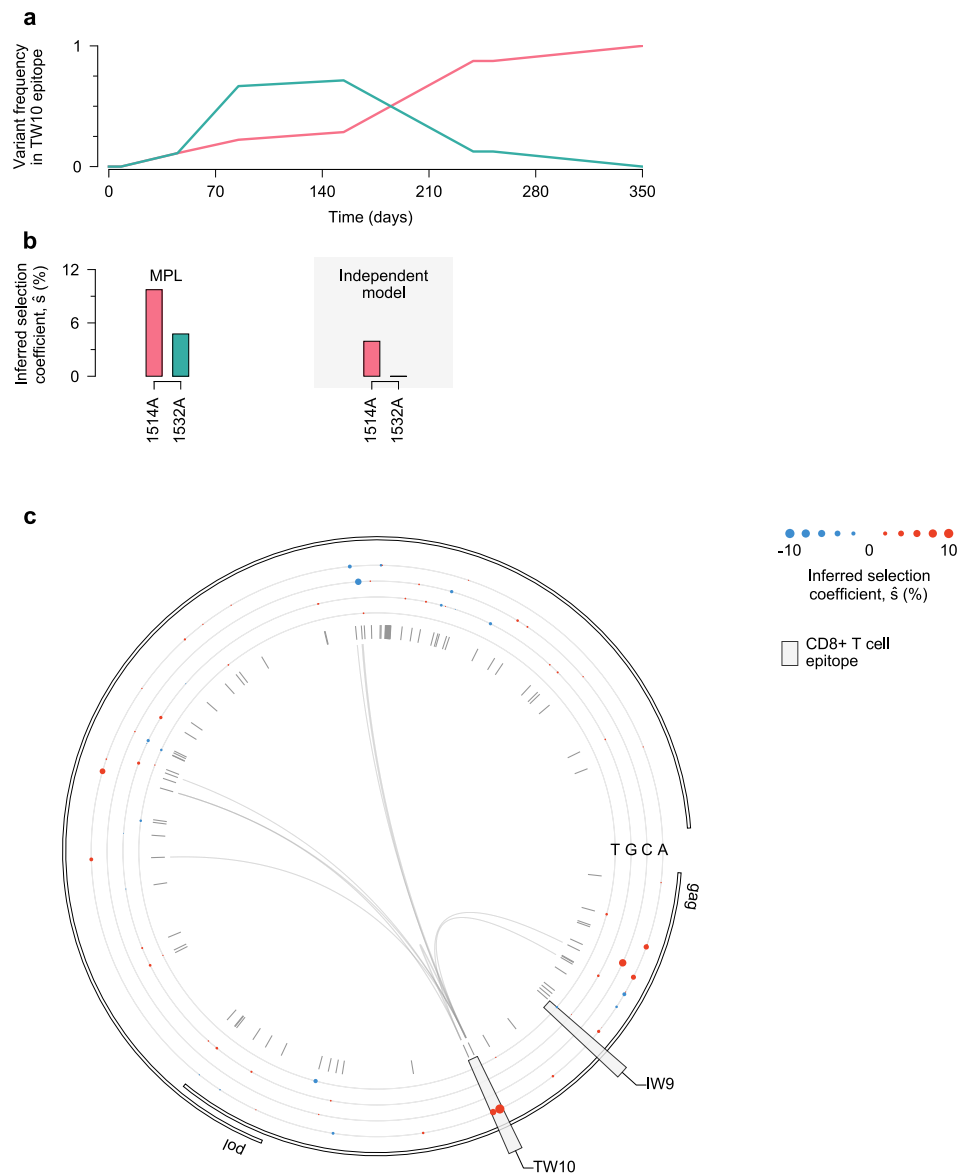 a
Variant frequency
in TW10 epitope
1
0
0 70 140 210 280 350
Time (days)
b
Inferred selection
coefficient, ŝ (%)
12
6
0
MPL
1514A
1532A
Independent
model
1514A
1532A
c
-10 0 10
Inferred selection
coefficient, ŝ (%)
CD8+ T cell
epitope
T G C A
gag
IW9
TW10
pol